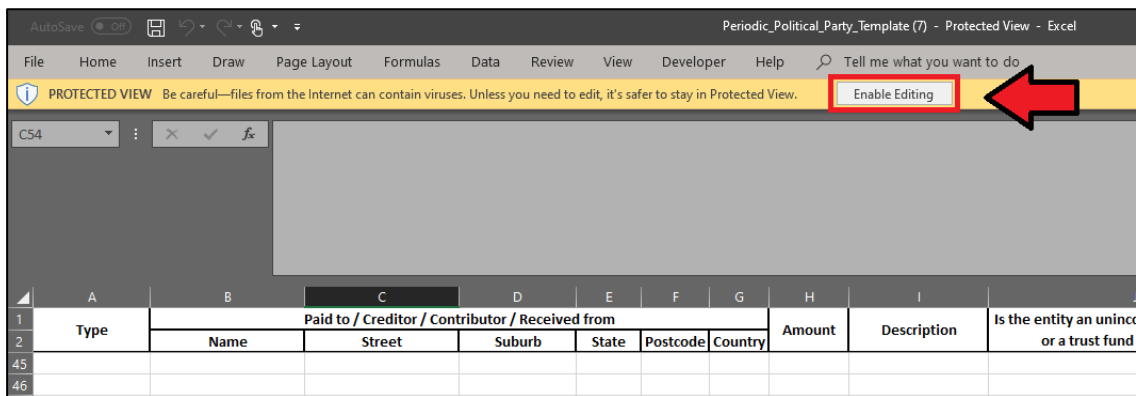 AutoSave Off Periodic_Political_Party_Template (7) - Protected View - Excel
File Home Insert Draw Page Layout Formulas Data Review View Developer Help Tell me what you want to do
PROTECTED VIEW Be careful—files from the Internet can contain viruses. Unless you need to edit, it's safer to stay in Protected View. Enable Editing
C54 fx
A B C D E F G H I
1 Type Paid to / Creditor / Contributor / Received from Amount Description Is the entity an uninco
2 Name Street Suburb State Postcode Country or a trust fund
45
46